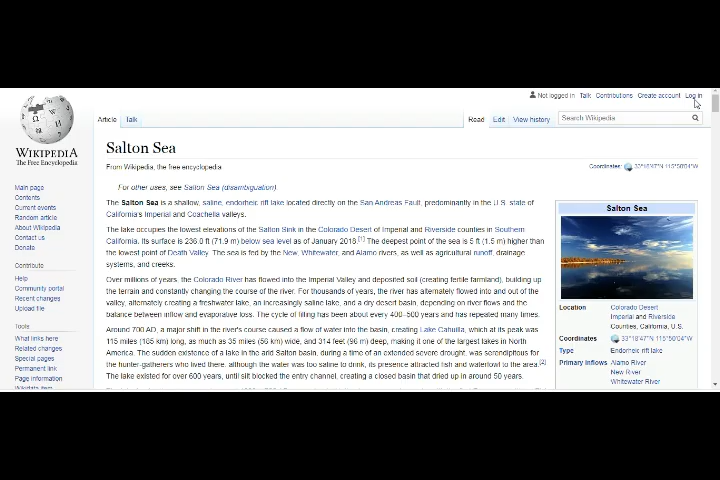 Not logged in Talk Contributions Create account Log in
Article Talk Read Edit View history Search Wikipedia
WIKIPEDIA
The Free Encyclopedia
Main page
Contents
Current events
Random article
About Wikipedia
Contact us
Donate
Contribute
Help
Community portal
Recent changes
Upload file
Tools
What links here
Related changes
Special pages
Permanent link
Page information
Wikidata item
Salton Sea
From Wikipedia, the free encyclopedia
Coordinates: 33°18′47″N 115°50′04″W
For other uses, see Salton Sea (disambiguation).
The Salton Sea is a shallow, saline, endorheic rift lake located directly on the San Andreas Fault, predominantly in the U.S. state of
California's Imperial and Coachella valleys.
The lake occupies the lowest elevations of the Salton Sink in the Colorado Desert of Imperial and Riverside counties in Southern
California. Its surface is 236.0 ft (71.9 m) below sea level as of January 2018.[1] The deepest point of the sea is 5 ft (1.5 m) higher than
the lowest point of Death Valley. The sea is fed by the New, Whitewater, and Alamo rivers, as well as agricultural runoff, drainage
systems, and creeks.
Over millions of years, the Colorado River has flowed into the Imperial Valley and deposited soil (creating fertile farmland), building up
the terrain and constantly changing the course of the river. For thousands of years, the river has alternately flowed into and out of the
valley, alternately creating a freshwater lake, an increasingly saline lake, and a dry desert basin, depending on river flows and the
balance between inflow and evaporative loss. The cycle of filling has been about every 400–500 years and has repeated many times.
Around 700 AD, a major shift in the river's course caused a flow of water into the basin, creating Lake Cahuilla, which at its peak was
115 miles (185 km) long, as much as 35 miles (56 km) wide, and 314 feet (96 m) deep, making it one of the largest lakes in North
America. The sudden existence of a lake in the arid Salton basin, during a time of an extended severe drought, was serendipitous for
the hunter-gatherers who lived there, although the water was too saline to drink, its presence attracted fish and waterfowl to the area.[2]
The lake existed for over 600 years, until silt blocked the entry channel, creating a closed basin that dried up in around 50 years.
Salton Sea
Location Colorado Desert
Imperial and Riverside
Counties, California, U.S.
Coordinates 33°18′47″N 115°50′04″W
Type Endorheic rift lake
Primary inflows Alamo River
New River
Whitewater River